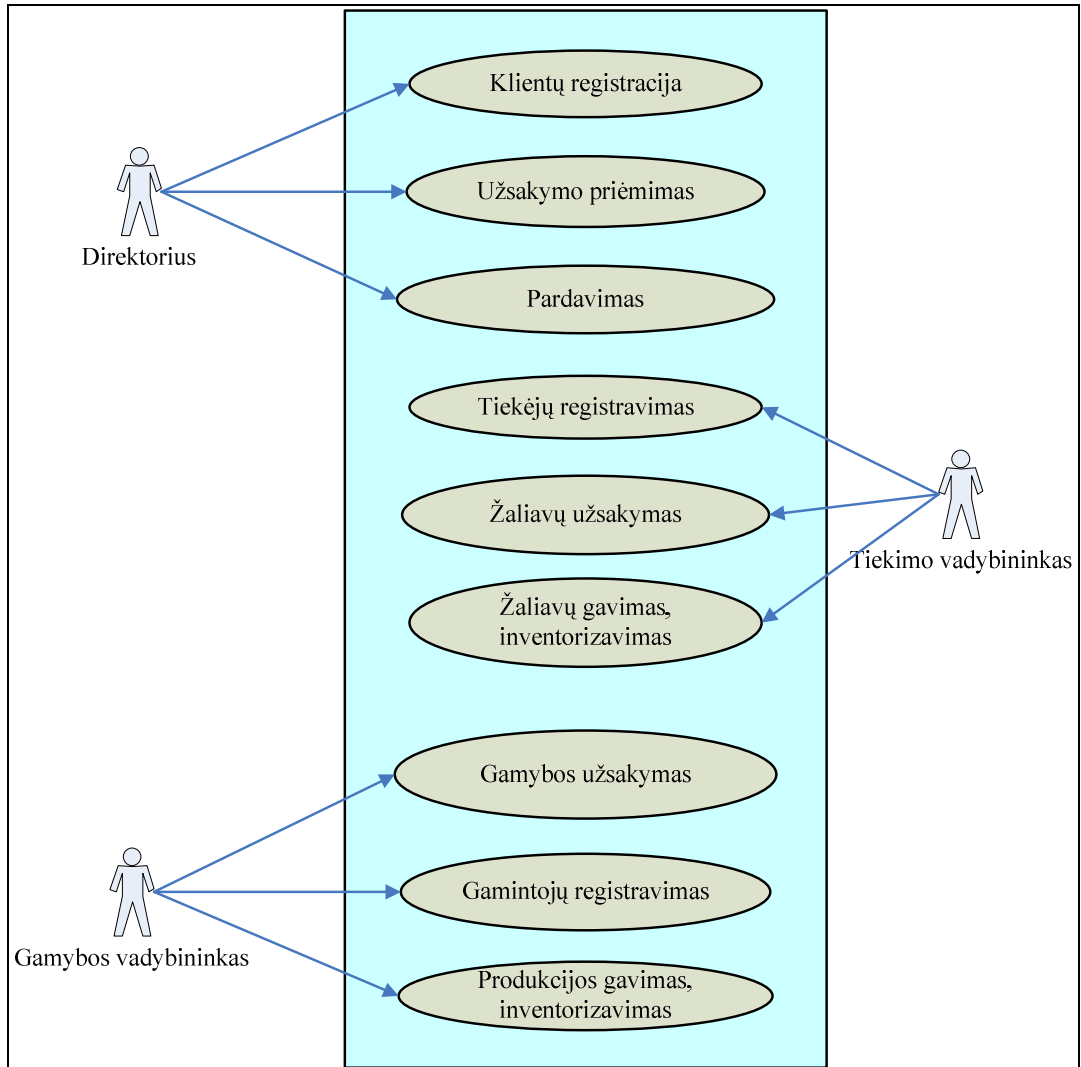 Klientų registracija
Užsakymo priėmimas
Direktorius
Pardavimas
Tiekėjų registravimas
Žaliavų užsakymas
Tiekimo vadybininkas
Žaliavų gavimas,
inventorizavimas
Gamybos užsakymas
Gamintojų registravimas
Gamybos vadybininkas
Produkcijos gavimas,
inventorizavimas